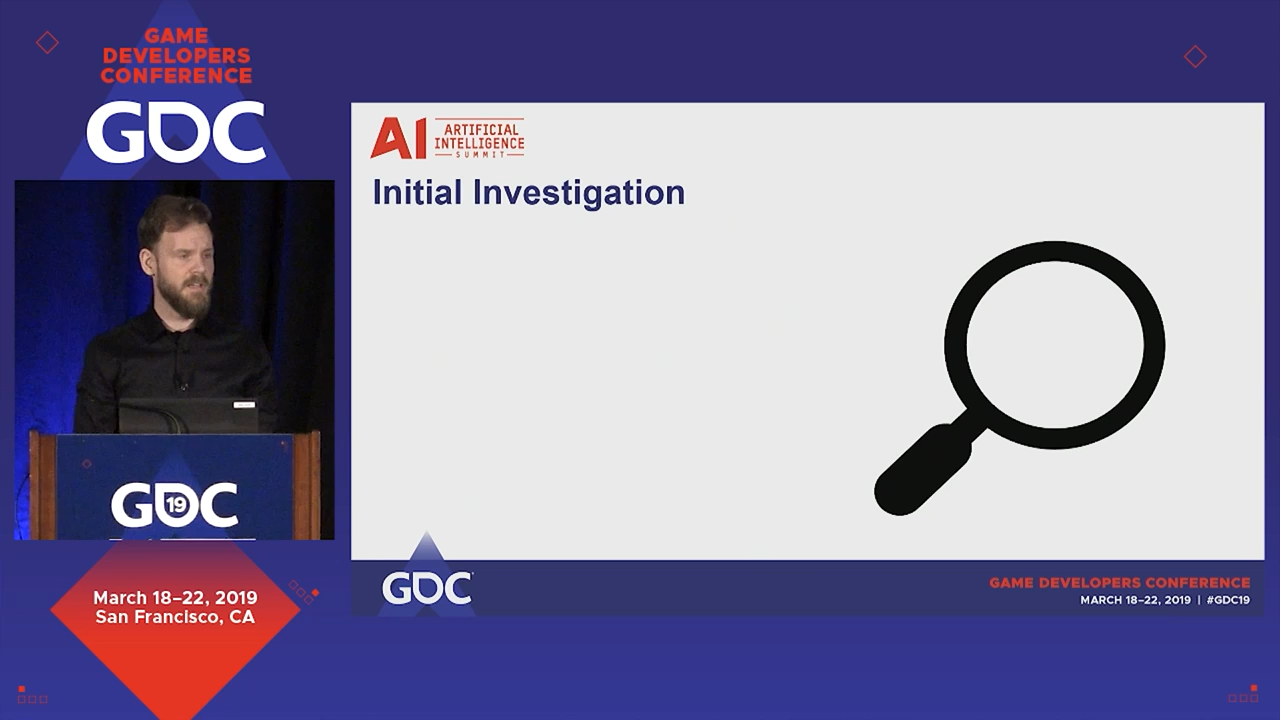 GAME
DEVELOPERS
CONFERENCE
GDC
AI ARTIFICIAL
INTELLIGENCE
SUMMIT
Initial Investigation
GDC
19
March 18–22, 2019
San Francisco, CA
GDC
GAME DEVELOPERS CONFERENCE
MARCH 18–22, 2019 | #GDC19